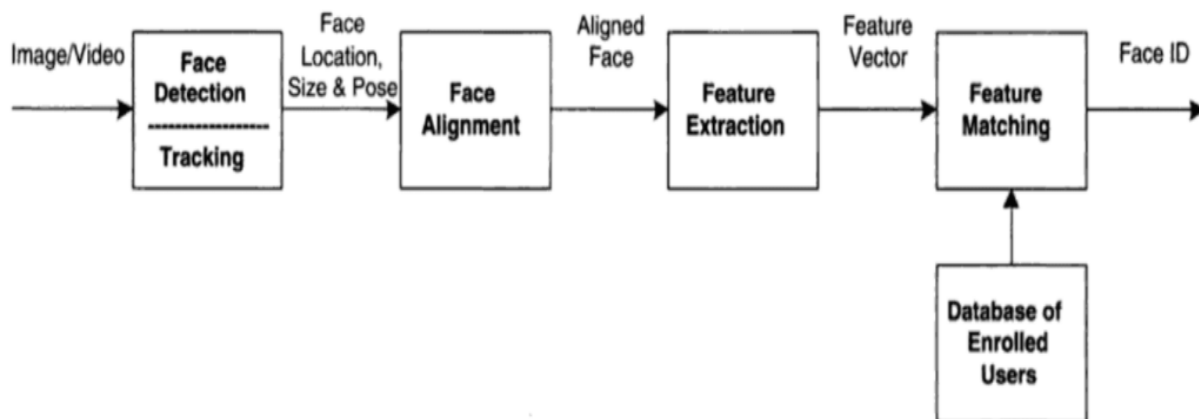 Image/Video
Face
Detection
Tracking
Face
Location,
Size & Pose
Face
Alignment
Aligned
Face
Feature
Extraction
Feature
Vector
Feature
Matching
Face ID
Database of
Enrolled
Users